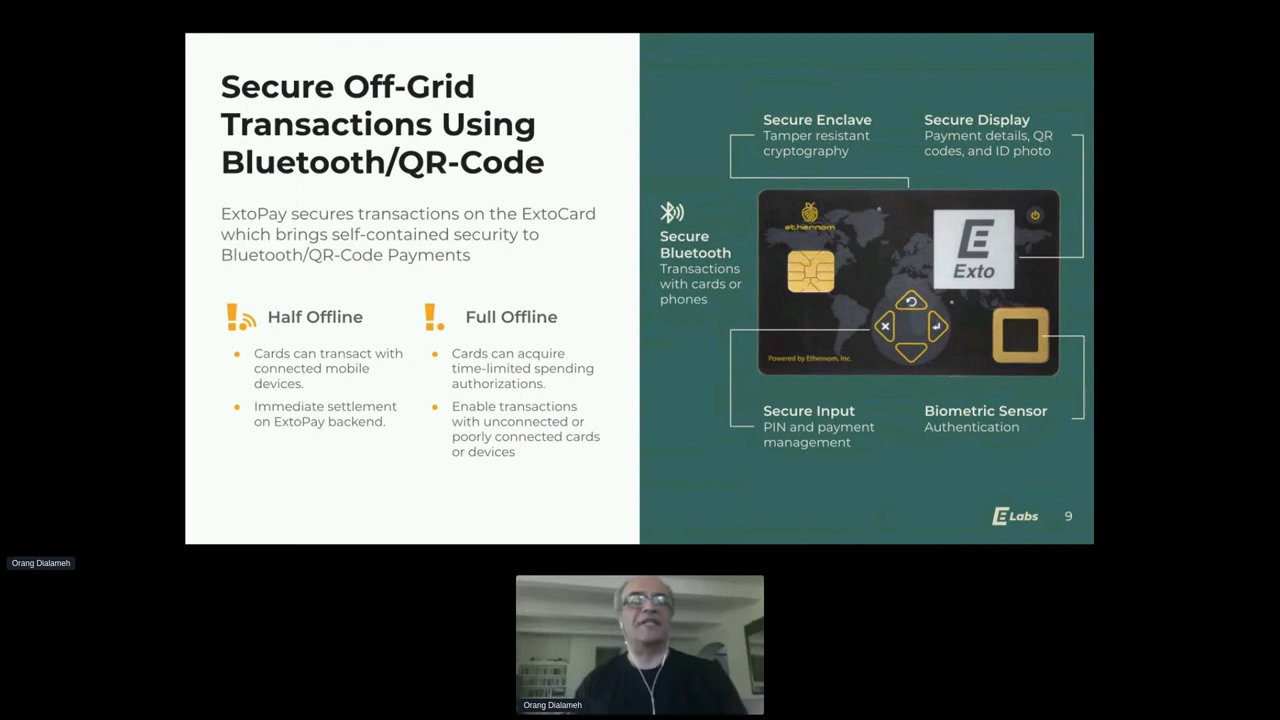 Secure Off-Grid
Transactions Using
Bluetooth/QR-Code
ExtoPay secures transactions on the ExtoCard
which brings self-contained security to
Bluetooth/QR-Code Payments
Half Offline
Cards can transact with
connected mobile
devices.
Immediate settlement
on ExtoPay backend.
Full Offline
Cards can acquire
time-limited spending
authorizations.
Enable transactions
with unconnected or
poorly connected cards
or devices
Secure Enclave
Tamper resistant
cryptography
Secure Display
Payment details, QR
codes, and ID photo
Secure
Bluetooth
Transactions
with cards or
phones
ethernom
E
Exto
Powered by Ethernom, Inc.
Secure Input
PIN and payment
management
Biometric Sensor
Authentication
E Labs
9
Orang Dialameh
Orang Dialameh